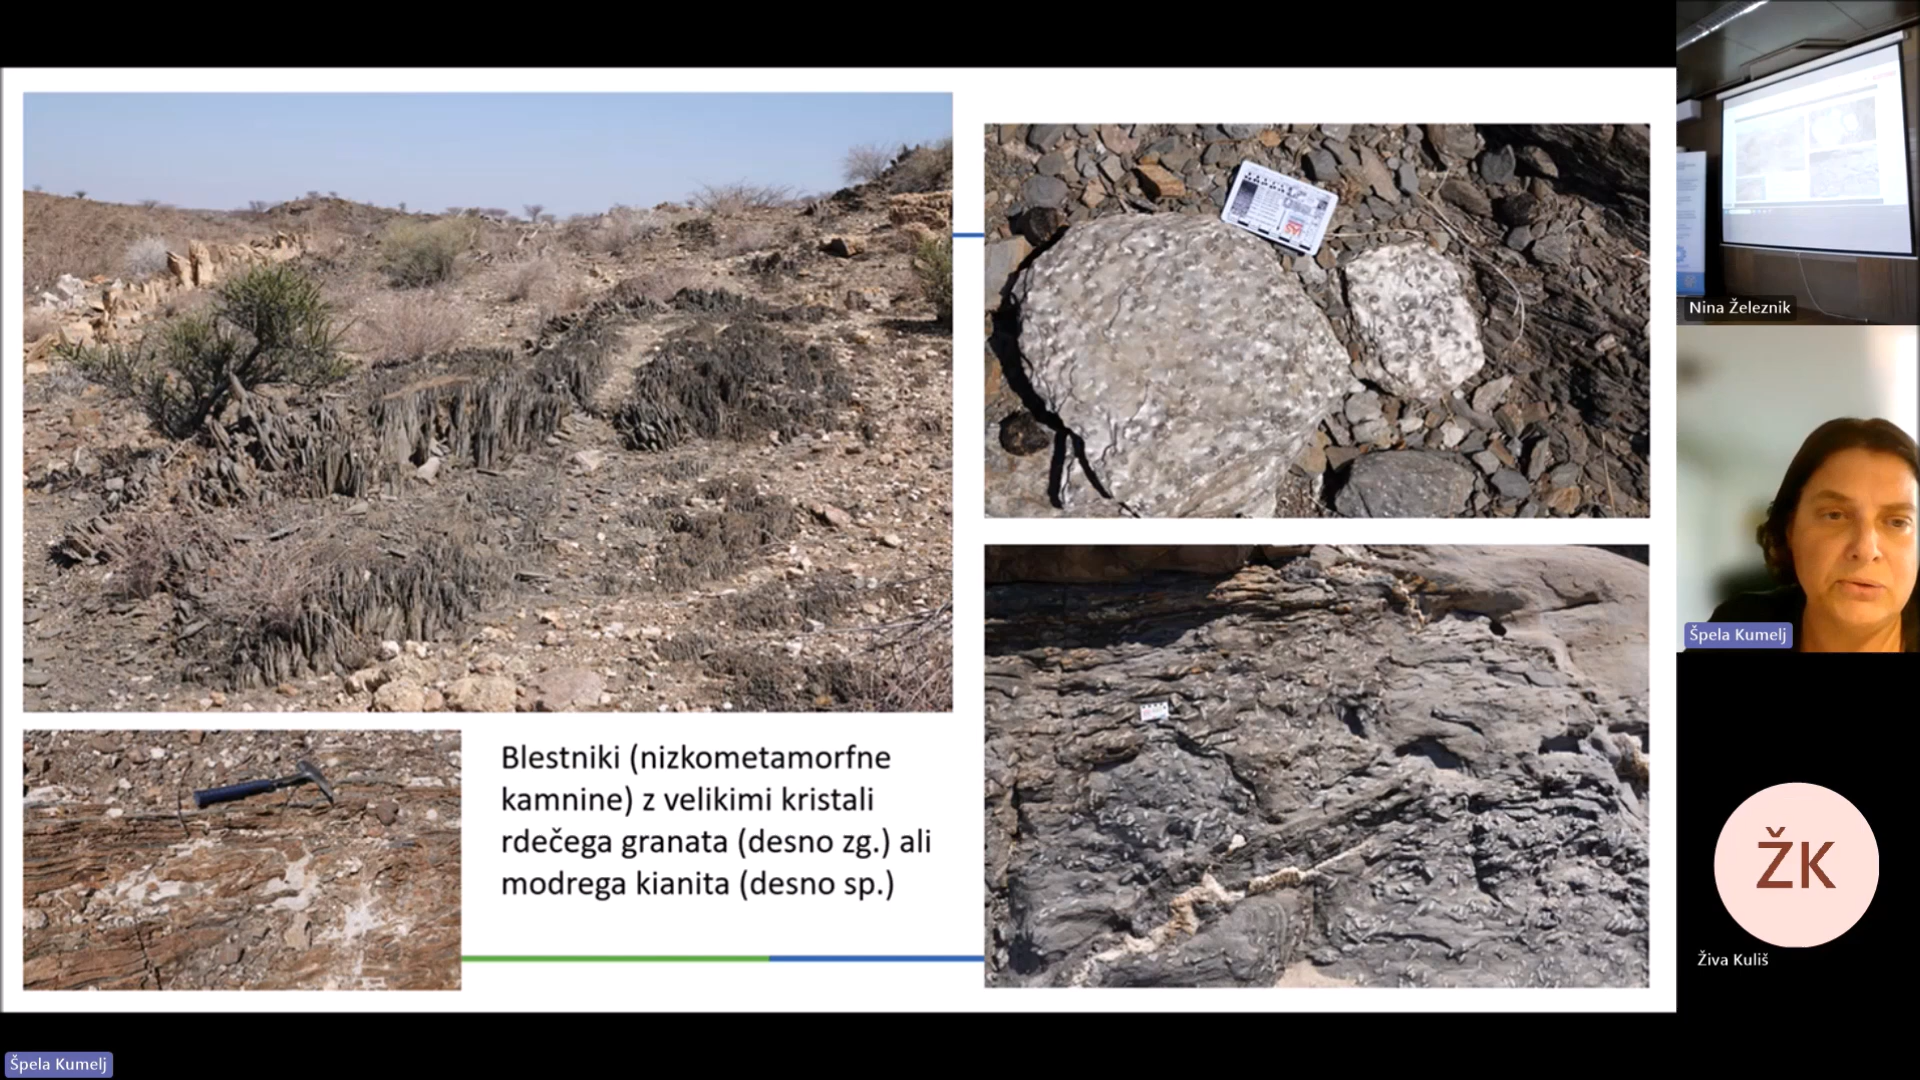 Blestniki (nizkometamorfne
kamnine) z velikimi kristali
rdečega granata (desno zg.) ali
modrega kianita (desno sp.)
Nina Železnik
Špela Kumelj
ŽK
Živa Kuliš
Špela Kumelj